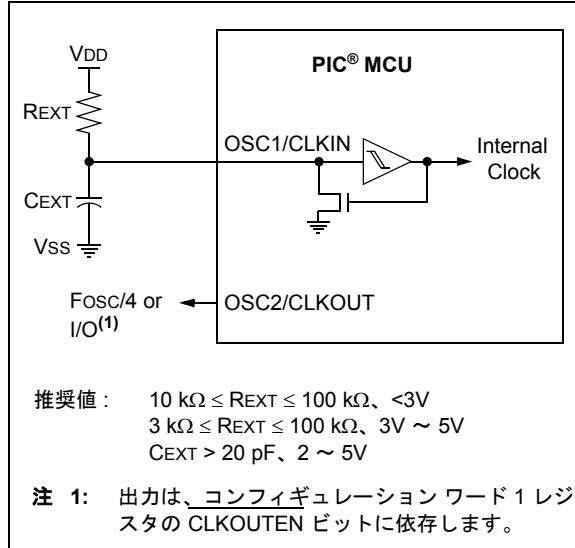 VDD
PIC® MCU
REXT
OSC1/CLKIN
Internal
Clock
CEXT
VSS
FOSC/4 or
I/O(1)
OSC2/CLKOUT
推奨値 : 10 kΩ ≤ REXT ≤ 100 kΩ、<3V
3 kΩ ≤ REXT ≤ 100 kΩ、3V ~ 5V
CEXT > 20 pF、2 ~ 5V
注 1: 出力は、コンフィギュレーション ワード 1 レジ
スタの CLKOUTEN ビットに依存します。